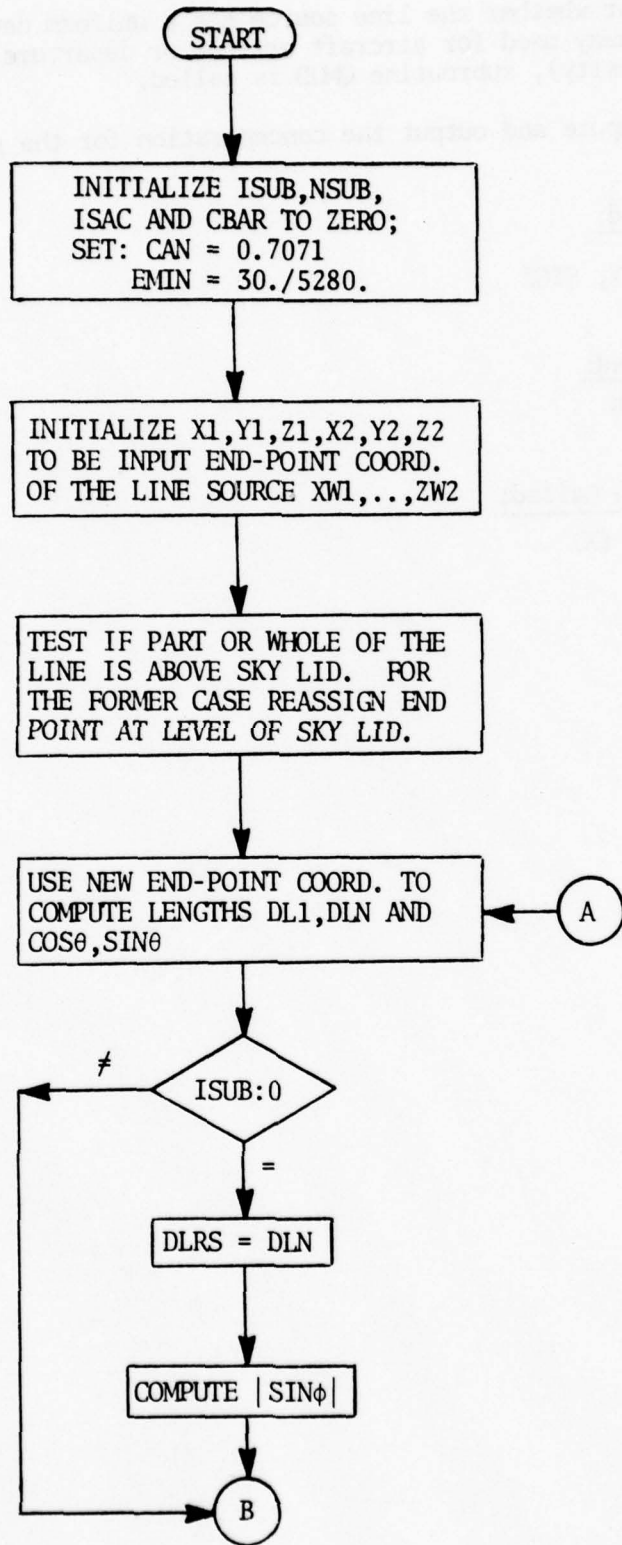 START
INITIALIZE ISUB,NSUB,
ISAC AND CBAR TO ZERO;
SET: CAN = 0.7071
EMIN = 30./5280.
INITIALIZE X1,Y1,Z1,X2,Y2,Z2
TO BE INPUT END-POINT COORD.
OF THE LINE SOURCE XW1,..,ZW2
TEST IF PART OR WHOLE OF THE
LINE IS ABOVE SKY LID. FOR
THE FORMER CASE REASSIGN END
POINT AT LEVEL OF SKY LID.
USE NEW END-POINT COORD. TO
COMPUTE LENGTHS DL1,DLN AND
COSθ,SINθ
A
≠
ISUB:0
=
DLRS = DLN
COMPUTE |SINϕ|
B